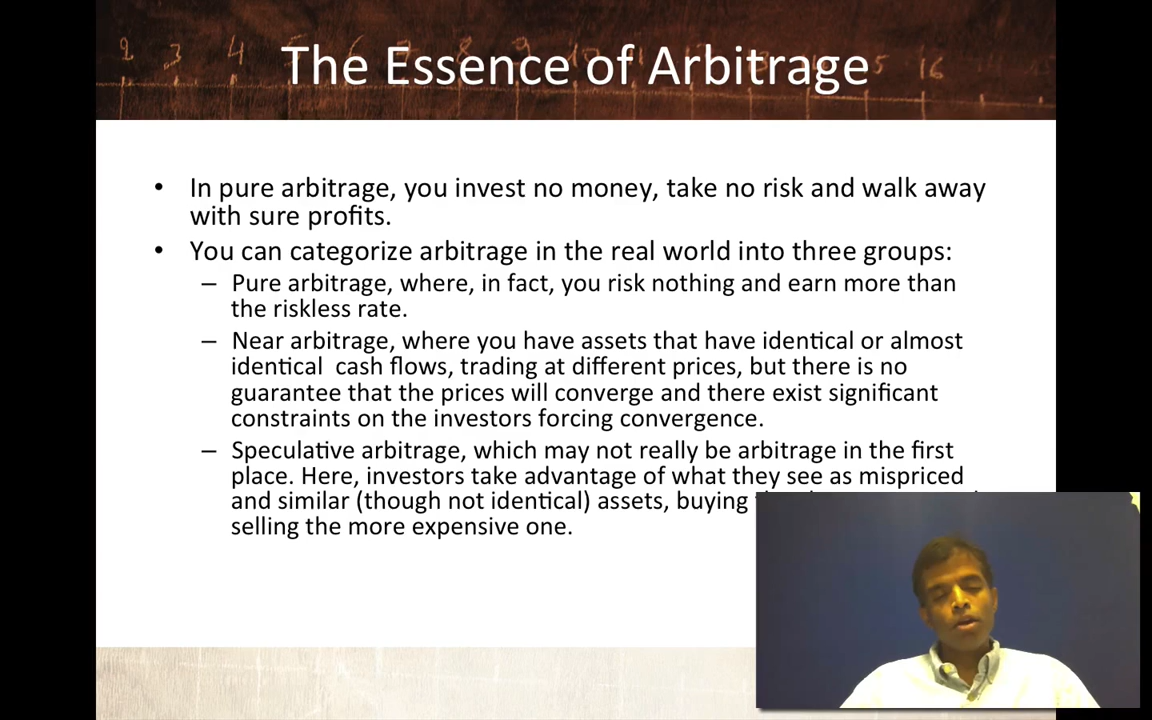 The Essence of Arbitrage
2 3 4 8 16
• In pure arbitrage, you invest no money, take no risk and walk away
with sure profits.
• You can categorize arbitrage in the real world into three groups:
– Pure arbitrage, where, in fact, you risk nothing and earn more than
the riskless rate.
– Near arbitrage, where you have assets that have identical or almost
identical cash flows, trading at different prices, but there is no
guarantee that the prices will converge and there exist significant
constraints on the investors forcing convergence.
– Speculative arbitrage, which may not really be arbitrage in the first
place. Here, investors take advantage of what they see as mispriced
and similar (though not identical) assets, buying
selling the more expensive one.